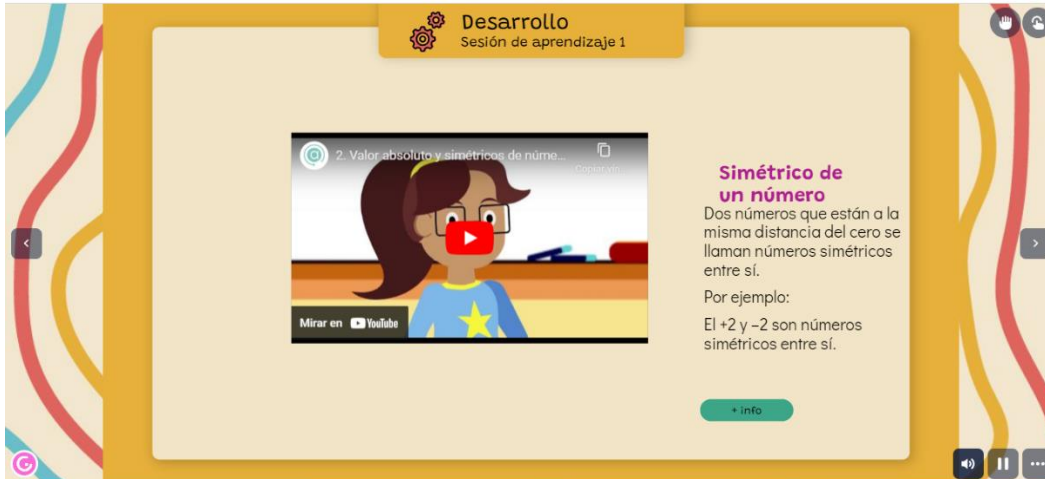 Desarrollo
Sesión de aprendizaje 1
2. Valor absoluto y simétricos de núme...
Mirar en YouTube
Simétrico de
un número
Dos números que están a la
misma distancia del cero se
llaman números simétricos
entre sí.
Por ejemplo:
El +2 y –2 son números
simétricos entre sí.
+ info